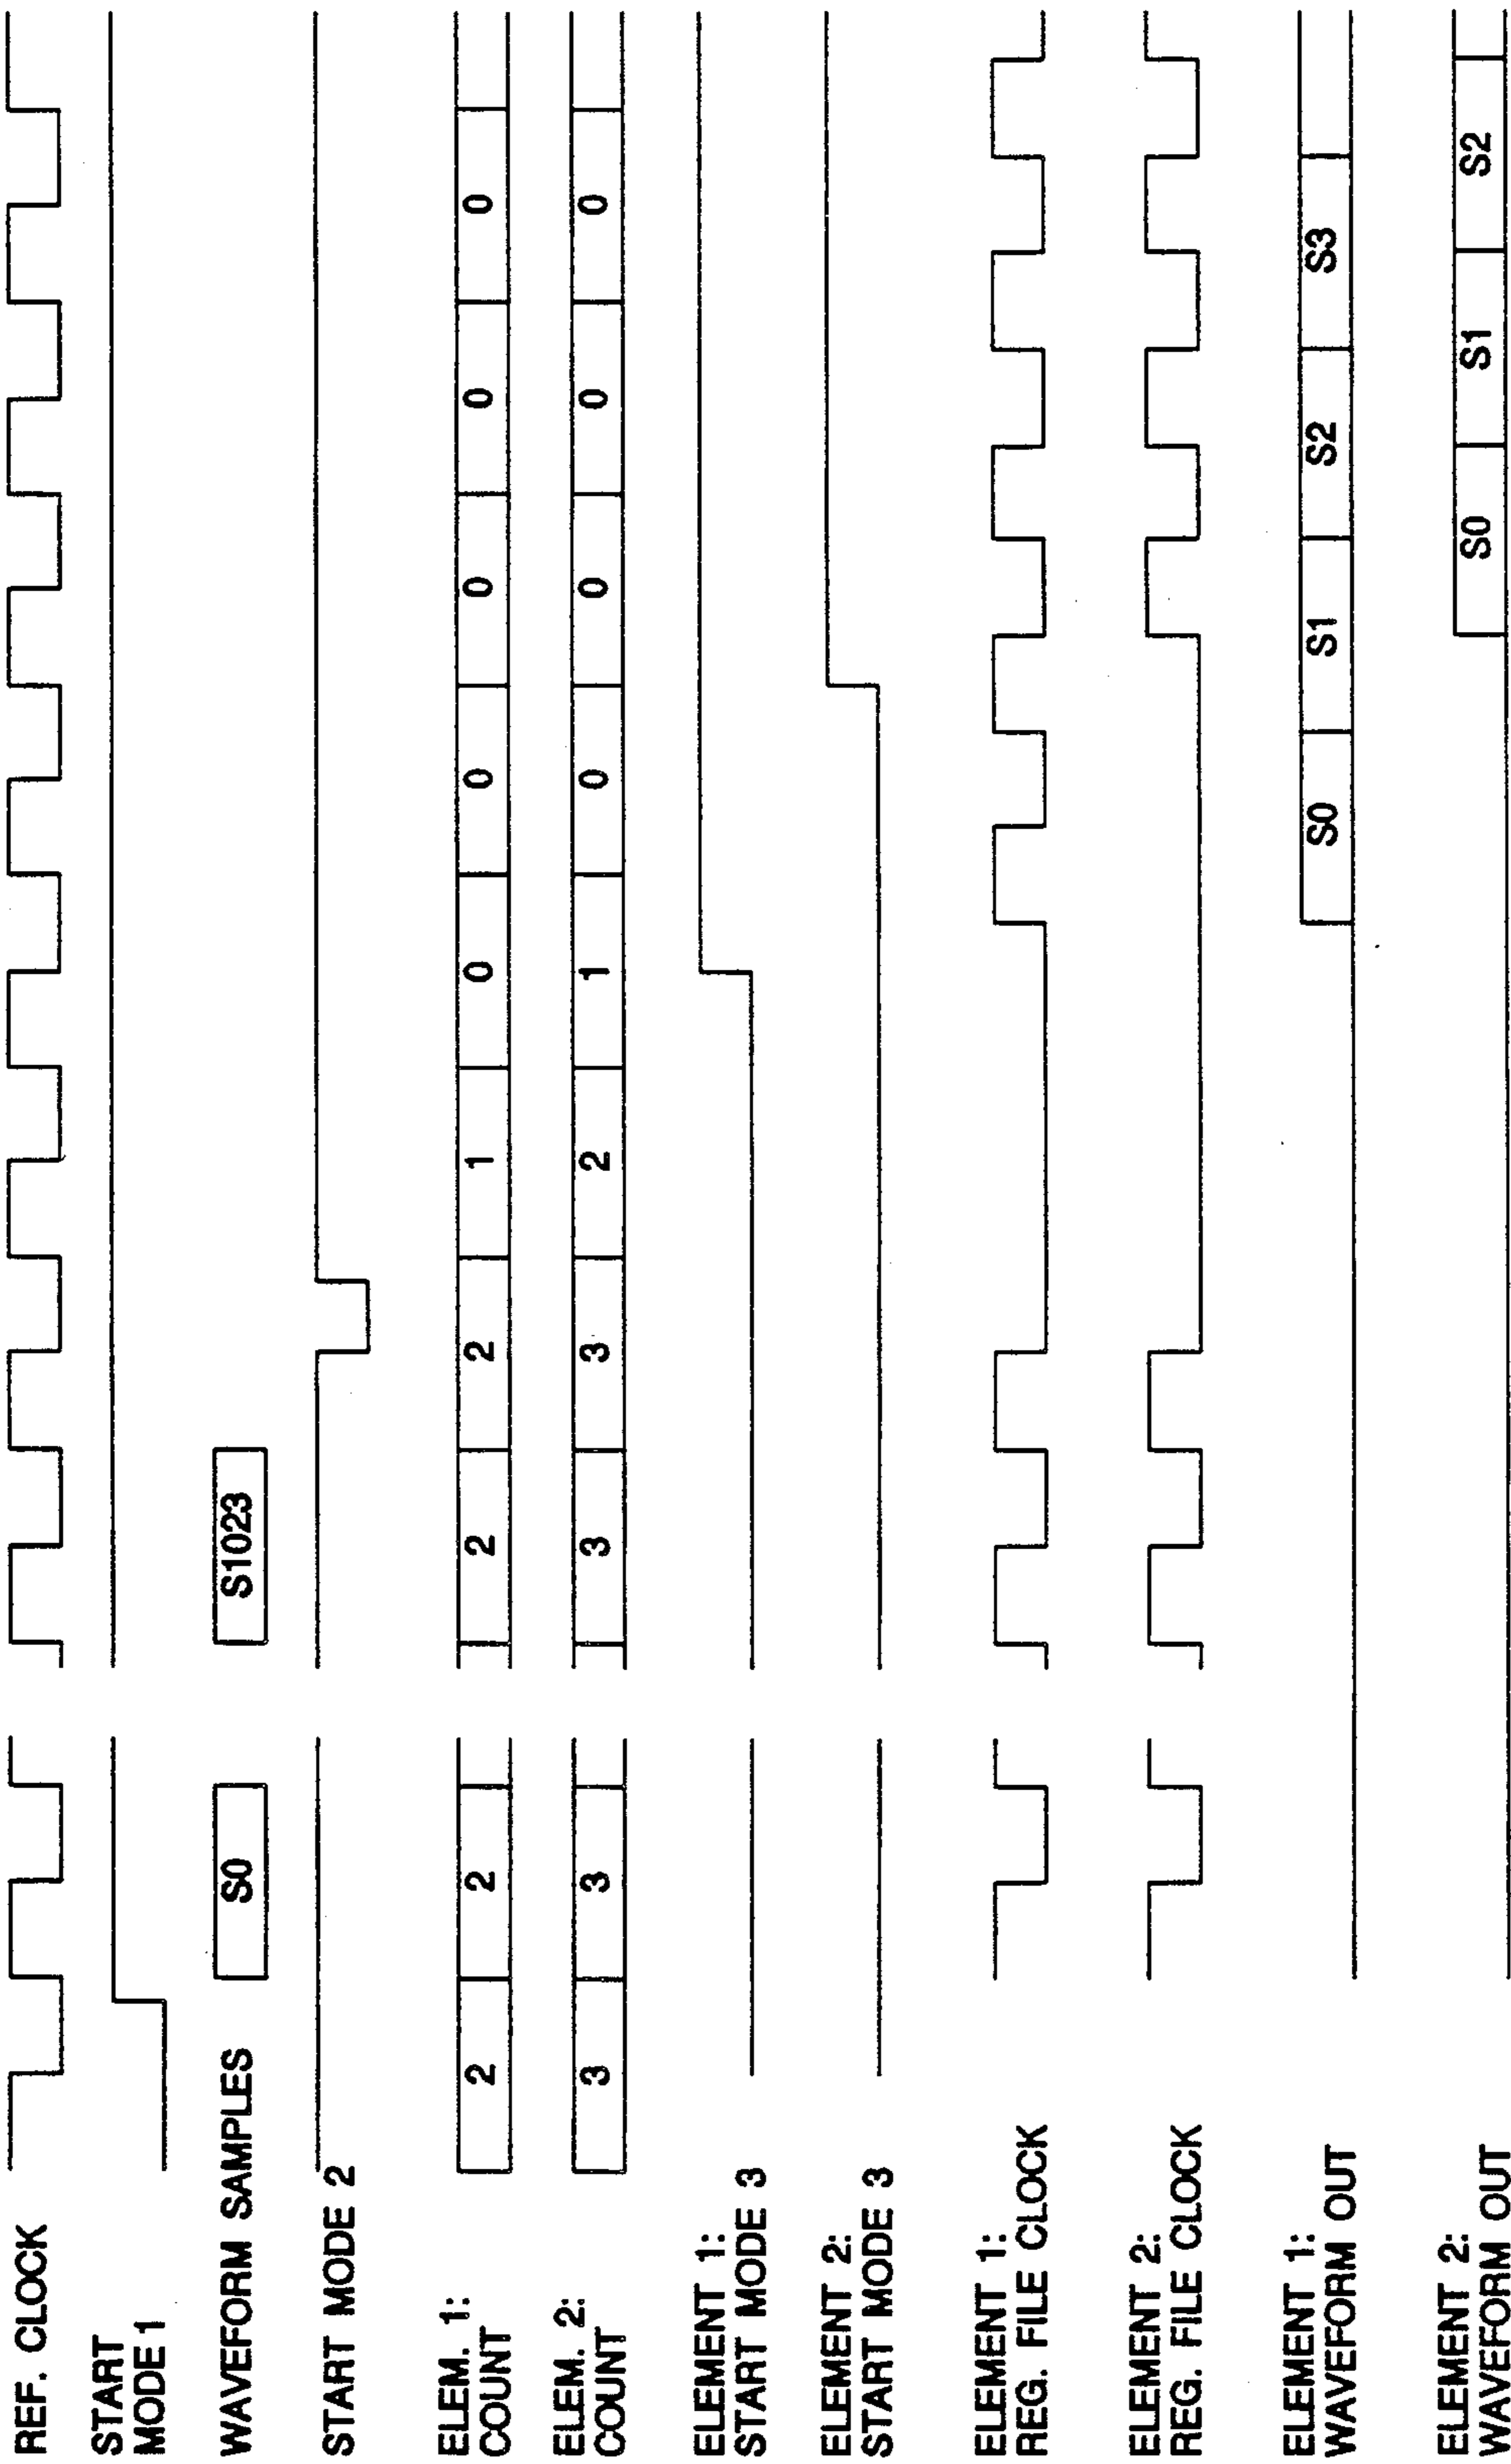 REF. CLOCK
START
MODE 1
WAVEFORM SAMPLES S0 S1023
START MODE 2
ELEM. 1:
COUNT 2 2 2 2 1 0 0 0 0 0
ELEM. 2:
COUNT 3 3 3 3 2 1 0 0 0 0
ELEMENT 1:
START MODE 3
ELEMENT 2:
START MODE 3
ELEMENT 1:
REG. FILE CLOCK
ELEMENT 2:
REG. FILE CLOCK
ELEMENT 1:
WAVEFORM OUT S0 S1 S2 S3
ELEMENT 2:
WAVEFORM OUT S0 S1 S2